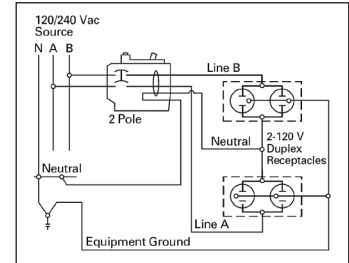 120/240 Vac
Source
N A B
Line B
2 Pole
Neutral
2-120 V
Duplex
Receptacles
Neutral
Line A
Equipment Ground